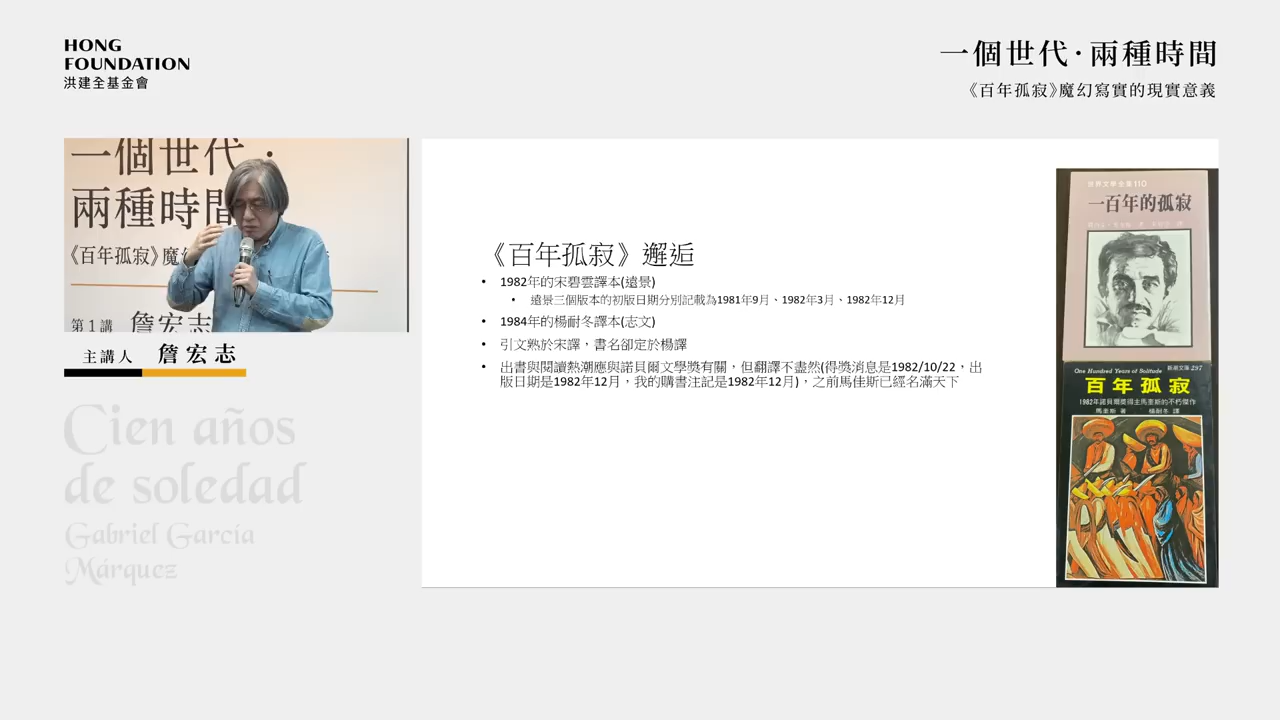 HONG
FOUNDATION
洪建全基金會
一個世代·兩種時間
《百年孤寂》魔幻寫實的現實意義
一個世代·
兩種時間
《百年孤寂》魔
第1講 詹宏志
主講人 詹宏志
Cien años
de soledad
Gabriel García
Márquez
《百年孤寂》邂逅
• 1982年的宋碧雲譯本(遠景)
• 遠景三個版本的初版日期分別記載為1981年9月、1982年3月、1982年12月
• 1984年的楊耐冬譯本(志文)
• 引文熟於宋譯，書名卻定於楊譯
• 出書與閱讀熱潮應與諾貝爾文學獎有關，但翻譯不盡然(得獎消息是1982/10/22，出
版日期是1982年12月，我的購書注記是1982年12月)，之前馬佳斯已經名滿天下
世界文學全集110
一百年的孤寂
One Hundred Years of Solitude 新潮文庫 297
百年孤寂
1982年諾貝爾獎得主馬奎斯的不朽傑作
馬奎斯 著 楊耐冬 譯